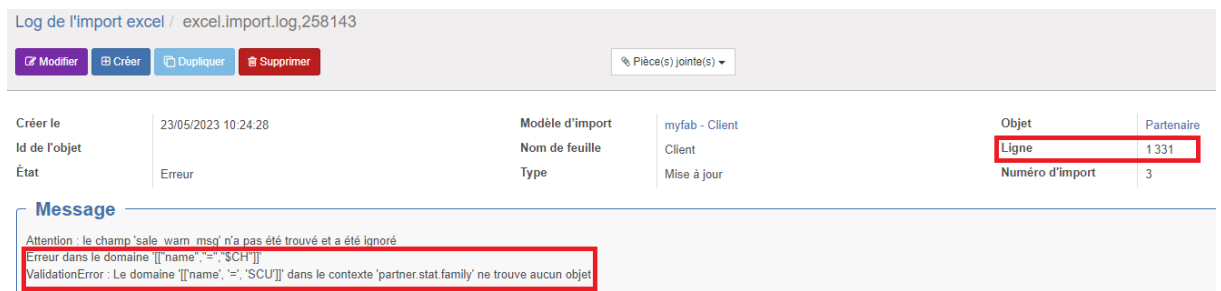 Log de l'import excel / excel.import.log,258143
Modifier Créer Dupliquer Supprimer Pièce(s) jointe(s)
Créer le 23/05/2023 10:24:28 Modèle d'import myfab - Client Objet Partenaire
Id de l'objet Nom de feuille Client Ligne 1 331
État Erreur Type Mise à jour Numéro d'import 3
Message
Attention : le champ 'sale_warn_msg' n'a pas été trouvé et a été ignoré
Erreur dans le domaine '[["name","=","$CH"]]'
ValidationError : Le domaine '[['name', '=', 'SCU']]' dans le contexte 'partner.stat.family' ne trouve aucun objet